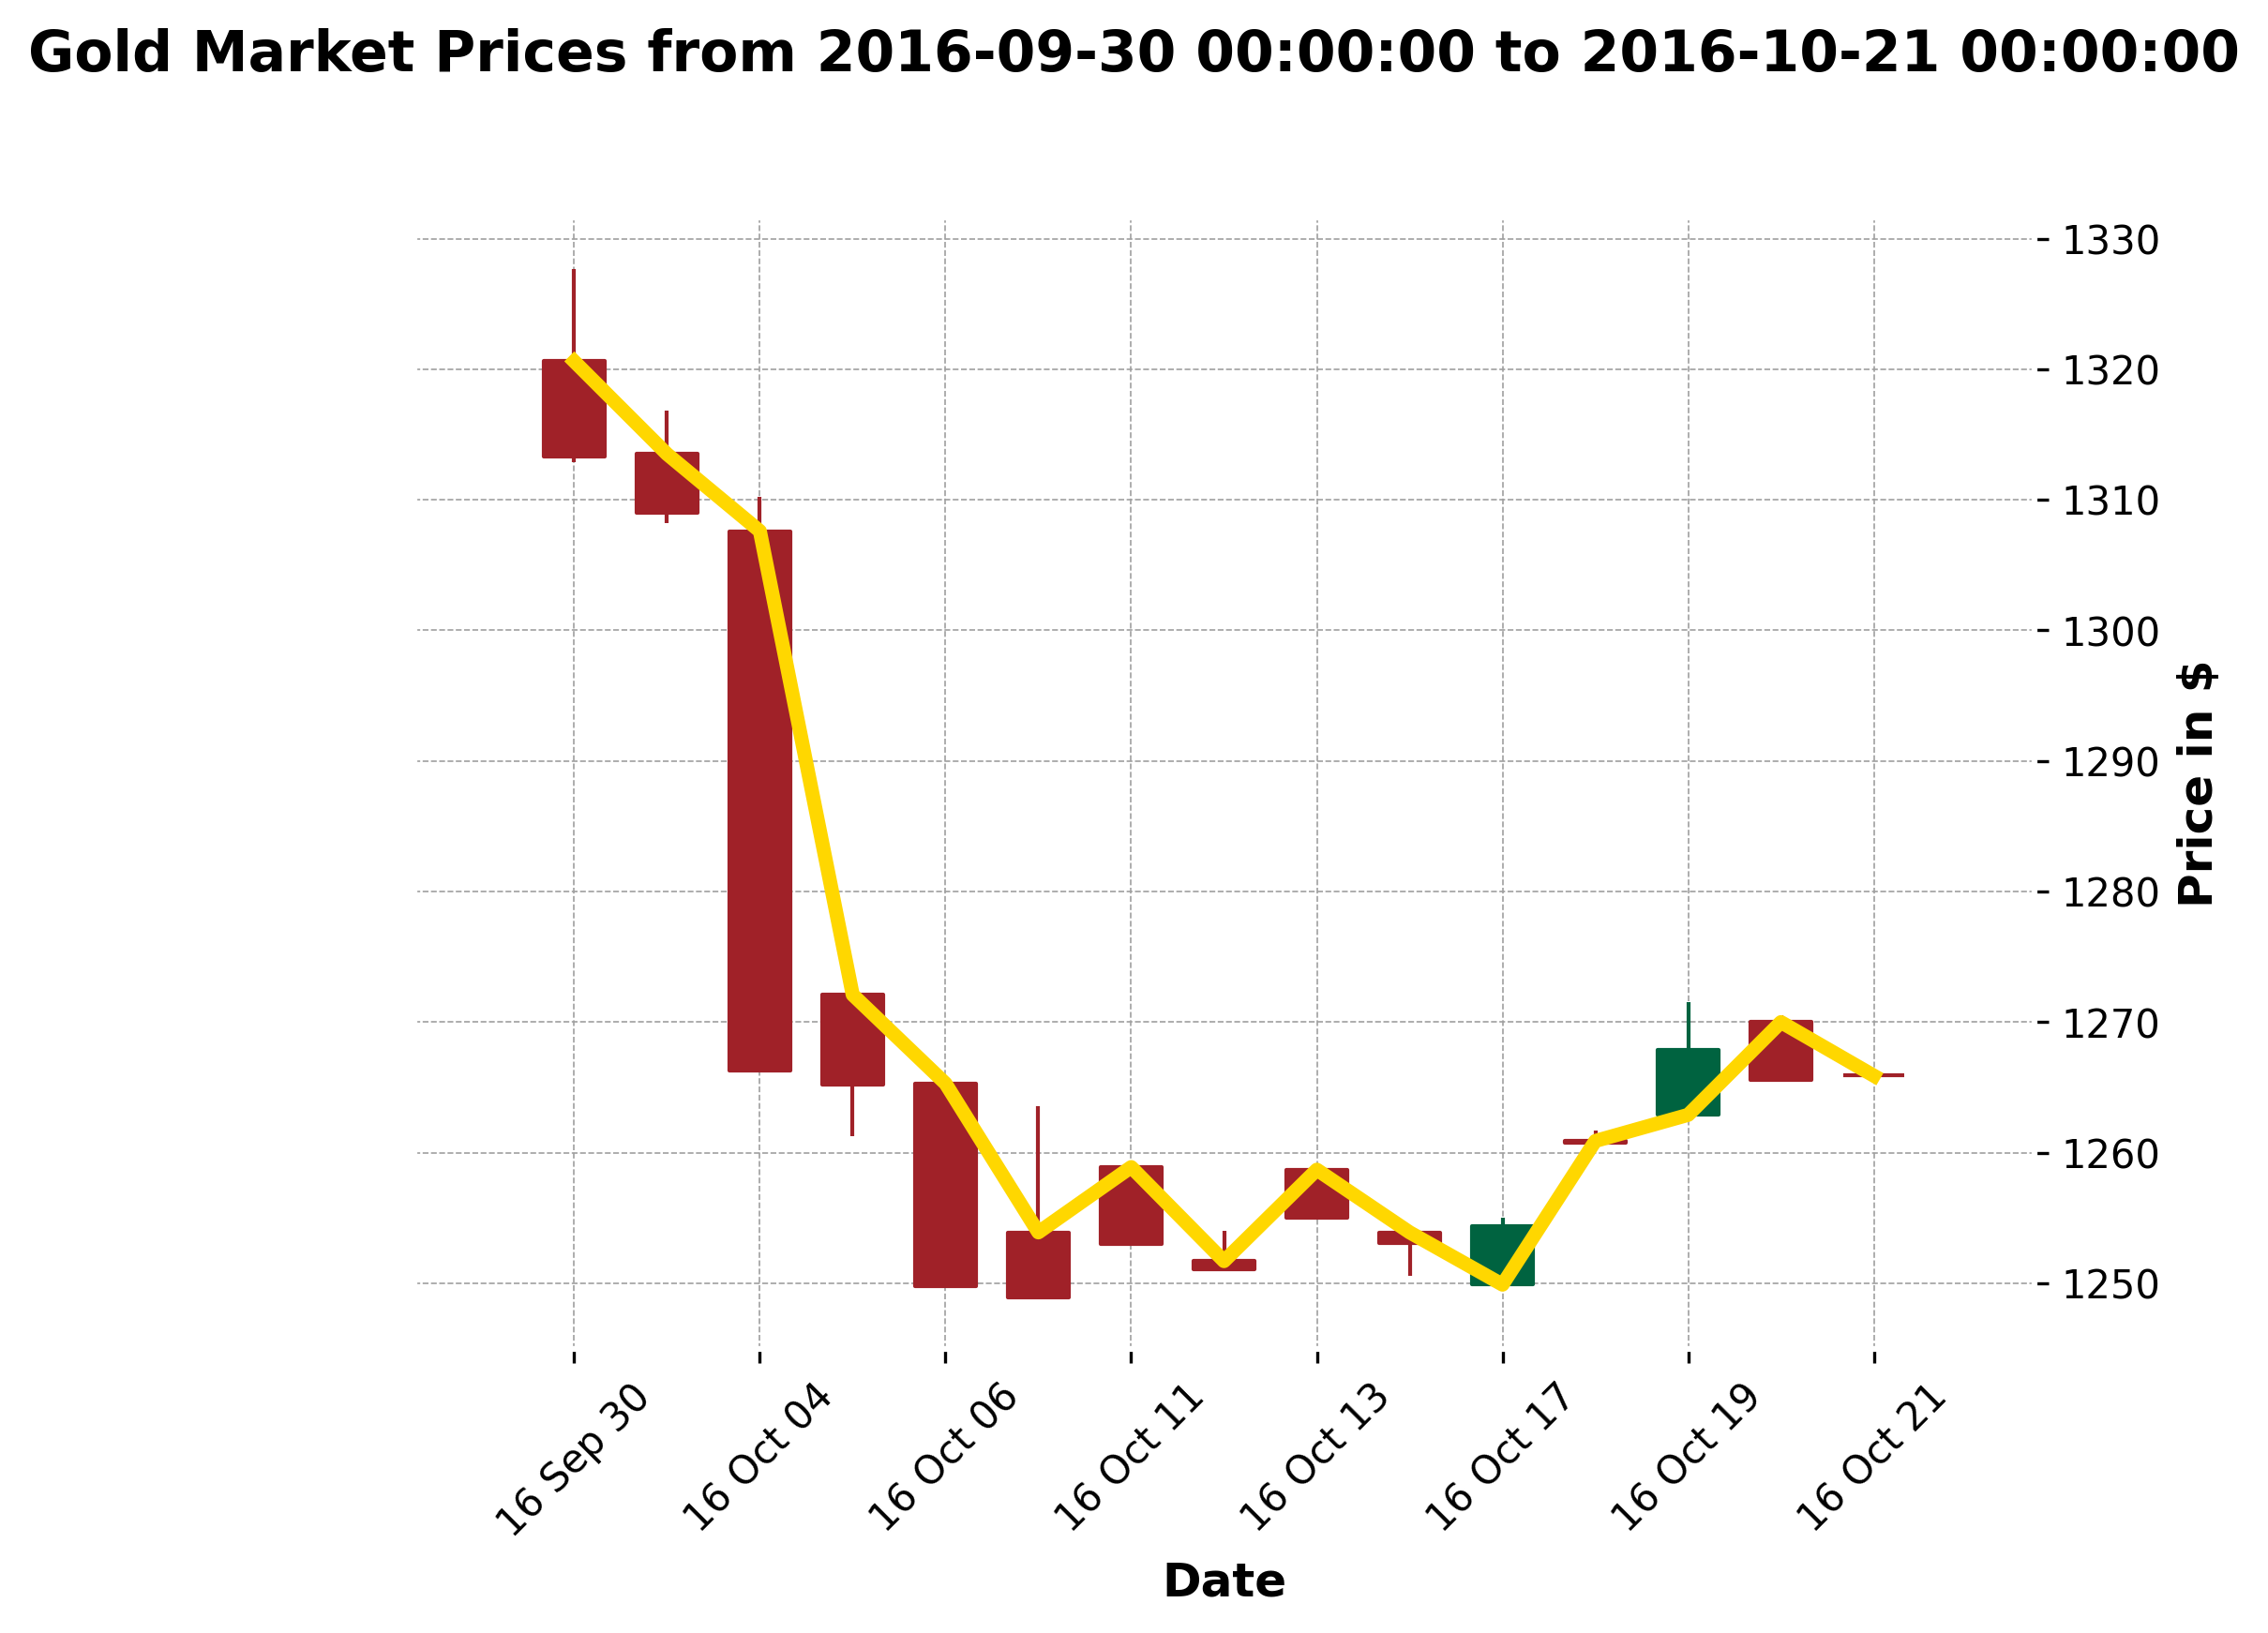 Gold Market Prices from 2016-09-30 00:00:00 to 2016-10-21 00:00:00
1330
1320
1310
1300
1290
1280
1270
1260
1250
Price in $
16 Sep 30
16 Oct 04
16 Oct 06
16 Oct 11
16 Oct 13
16 Oct 17
16 Oct 19
16 Oct 21
Date